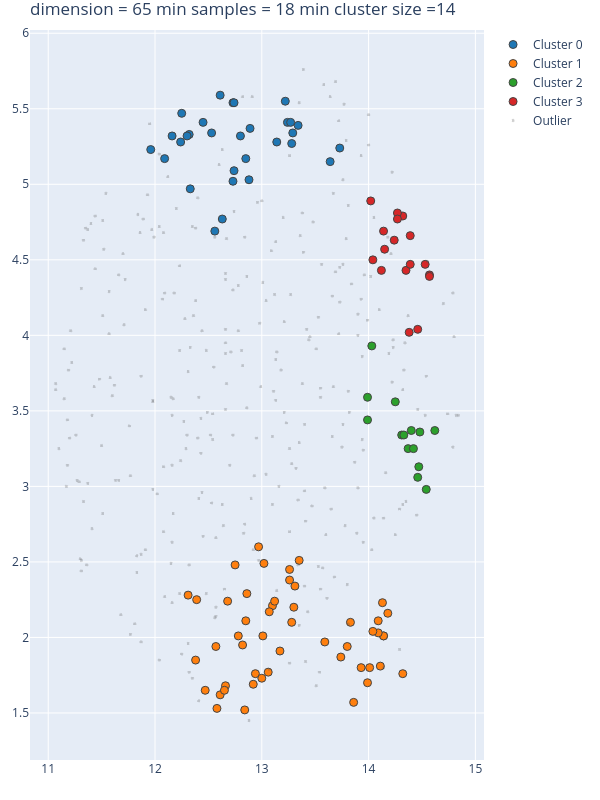 dimension = 65 min samples = 18 min cluster size =14
6
5.5
5
4.5
4
3.5
3
2.5
2
1.5
11 12 13 14 15
Cluster 0
Cluster 1
Cluster 2
Cluster 3
Outlier